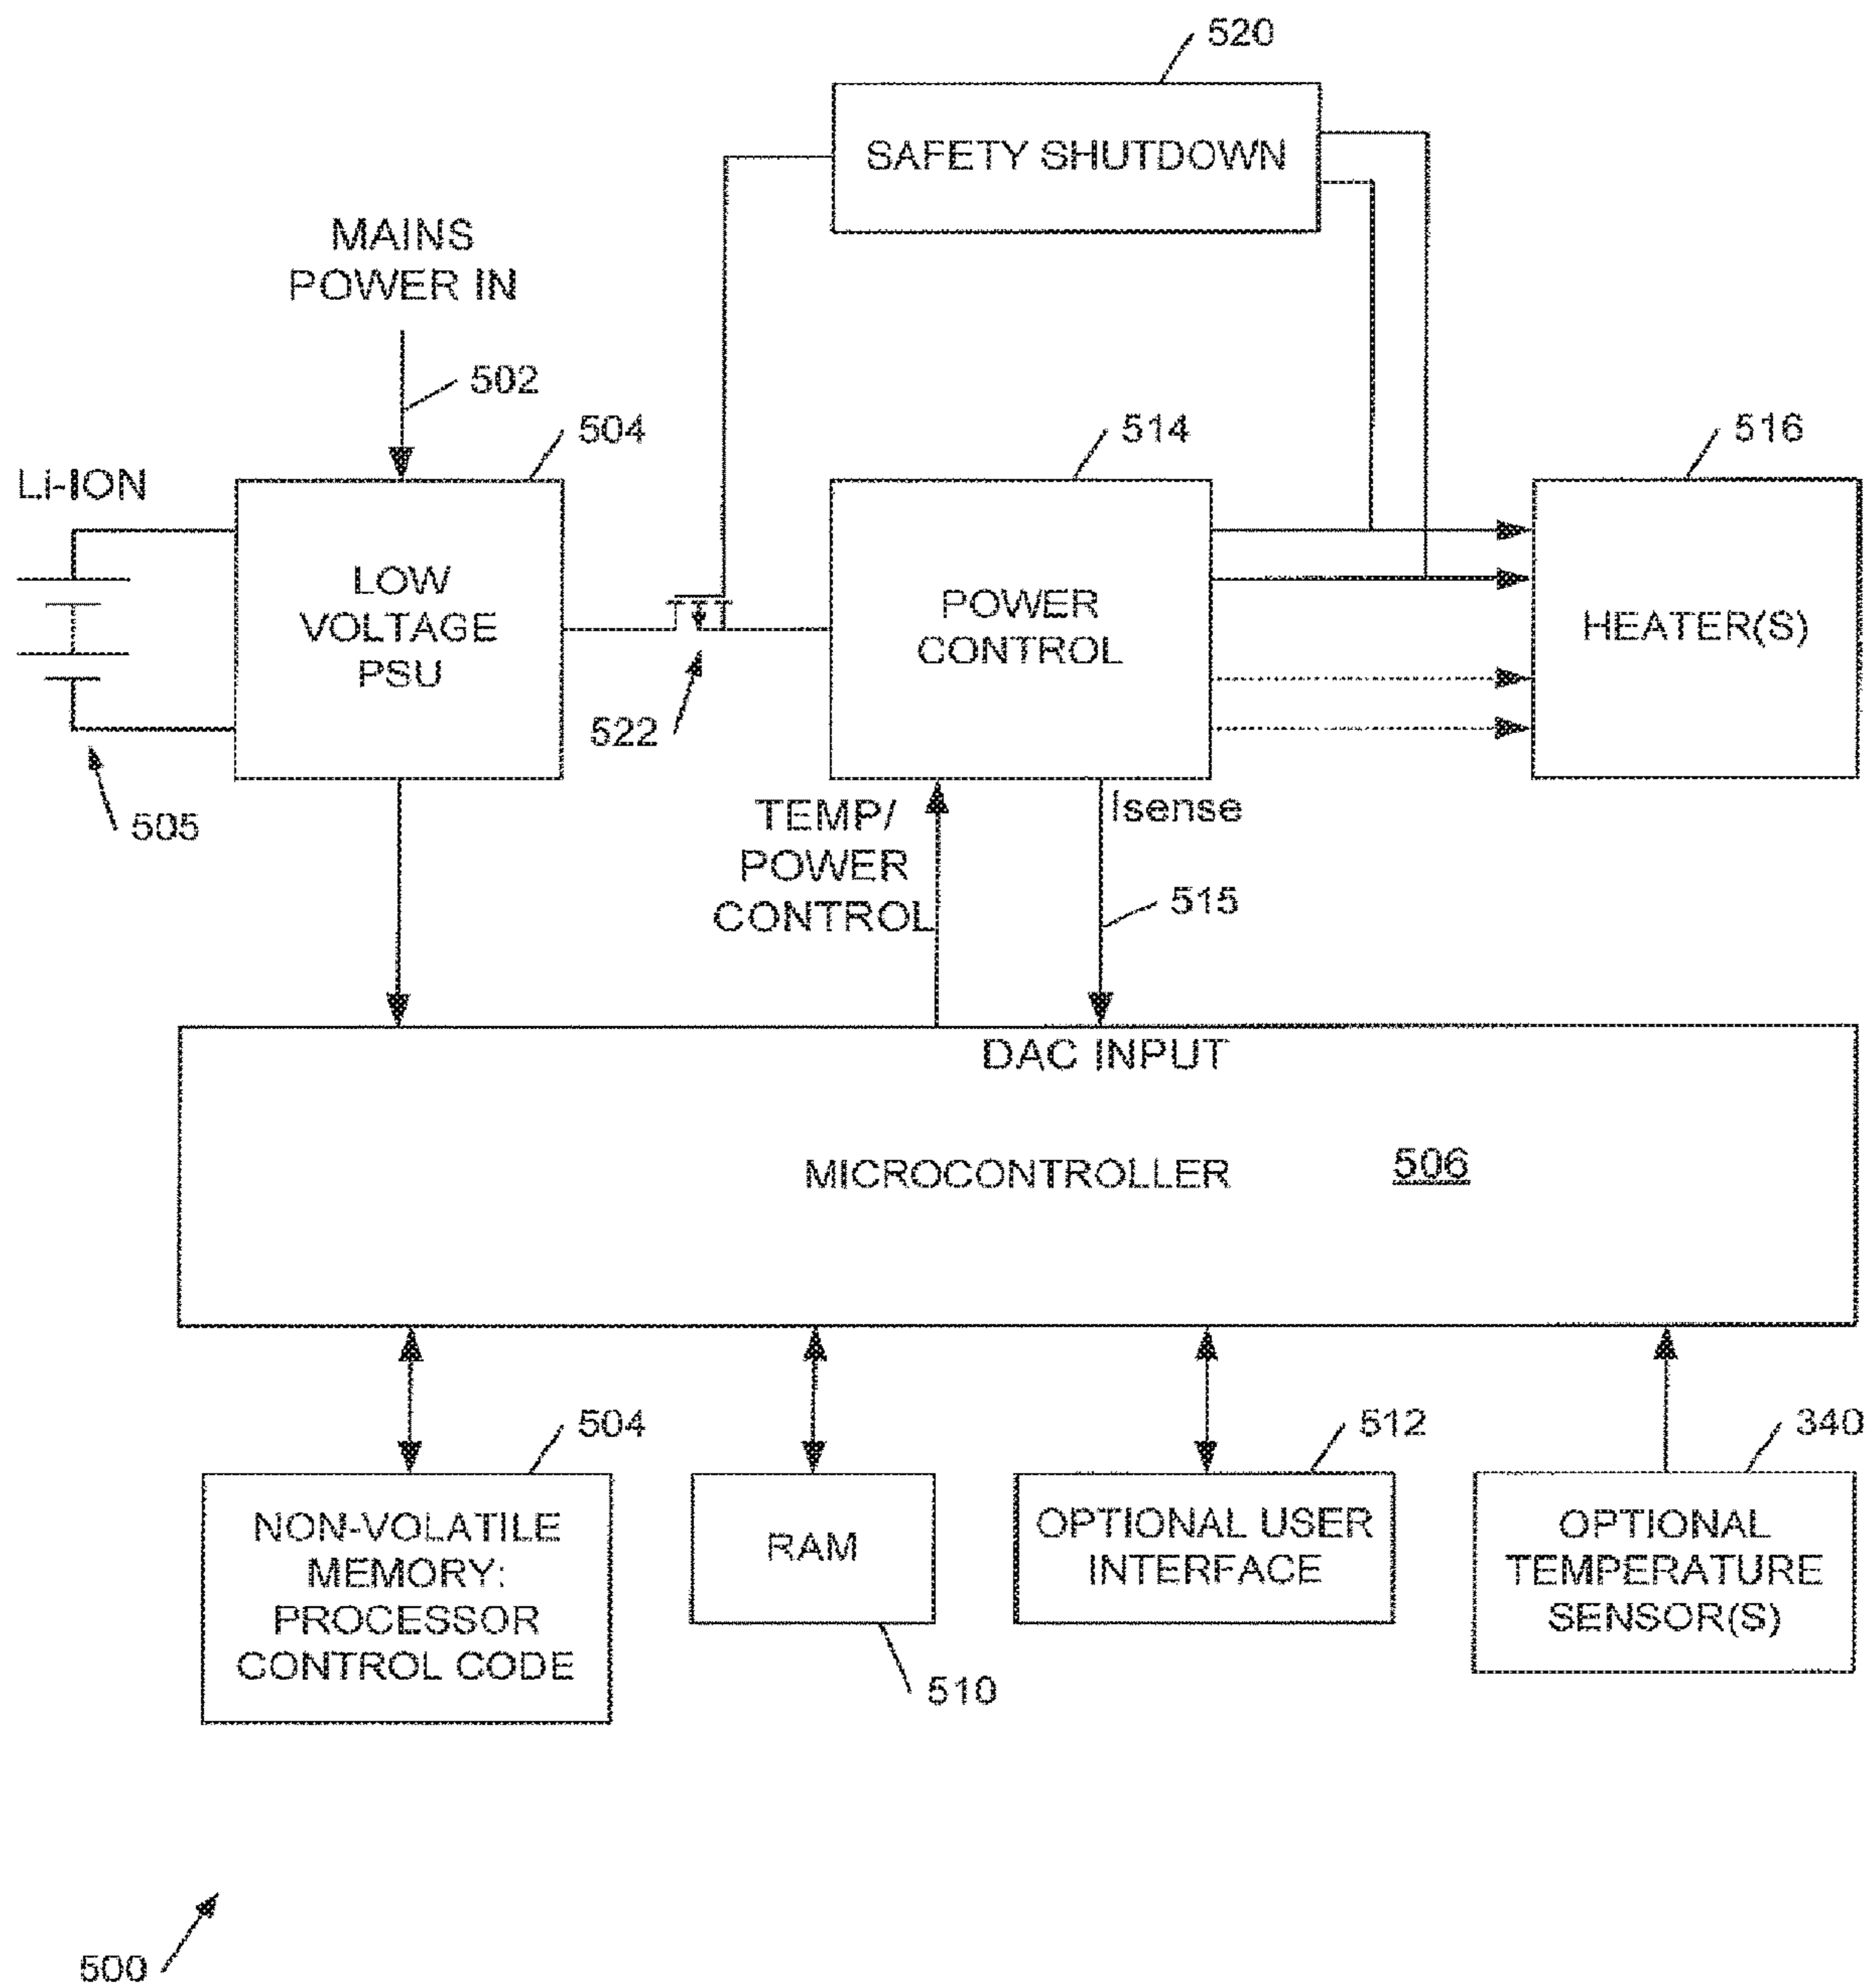 520
SAFETY SHUTDOWN
MAINS
POWER IN
502
504
514
516
Li-ION
LOW
VOLTAGE
PSU
POWER
CONTROL
HEATER(S)
522
505
TEMP/
POWER
CONTROL
Isense
515
DAC INPUT
MICROCONTROLLER
506
504
512
340
NON-VOLATILE
MEMORY:
PROCESSOR
CONTROL CODE
RAM
OPTIONAL USER
INTERFACE
OPTIONAL
TEMPERATURE
SENSOR(S)
510
500